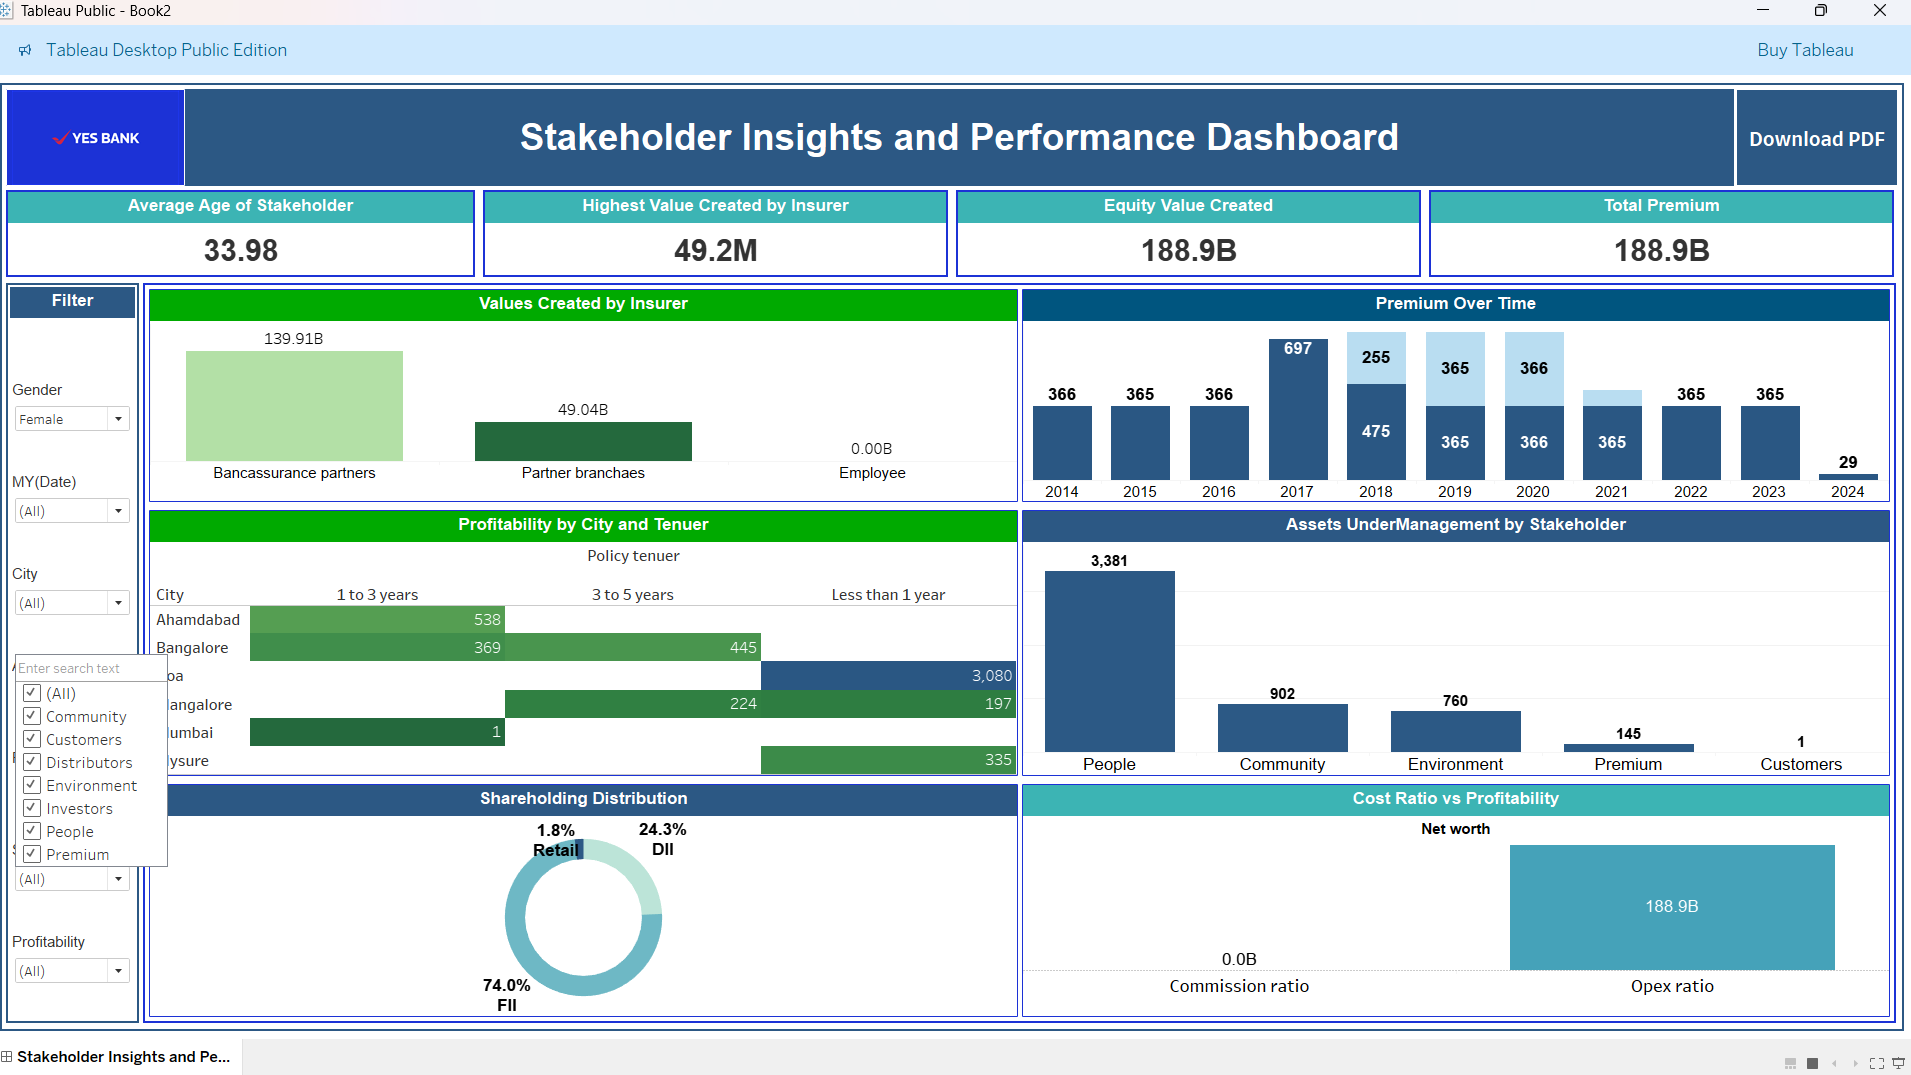 Tableau Public - Book2
Tableau Desktop Public Edition
Buy Tableau
YES BANK
Stakeholder Insights and Performance Dashboard
Download PDF
Average Age of Stakeholder
33.98
Highest Value Created by Insurer
49.2M
Equity Value Created
188.9B
Total Premium
188.9B
Filter
Gender
Female
MY(Date)
(All)
City
(All)
Enter search text
(All)
Community
Customers
Distributors
Environment
Investors
People
Premium
(All)
Profitability
(All)
Values Created by Insurer
139.91B
49.04B
0.00B
Bancassurance partners
Partner branchaes
Employee
Premium Over Time
366
365
366
697
255
475
365
365
366
366
365
365
365
29
2014
2015
2016
2017
2018
2019
2020
2021
2022
2023
2024
Profitability by City and Tenuer
Policy tenuer
City
1 to 3 years
3 to 5 years
Less than 1 year
Ahamdabad
538
Bangalore
369
445
oa
3,080
angalore
224
197
umbai
1
ysure
335
Assets UnderManagement by Stakeholder
3,381
902
760
145
1
People
Community
Environment
Premium
Customers
Shareholding Distribution
1.8%
Retail
24.3%
DII
74.0%
FII
Cost Ratio vs Profitability
Net worth
0.0B
188.9B
Commission ratio
Opex ratio
Stakeholder Insights and Pe...